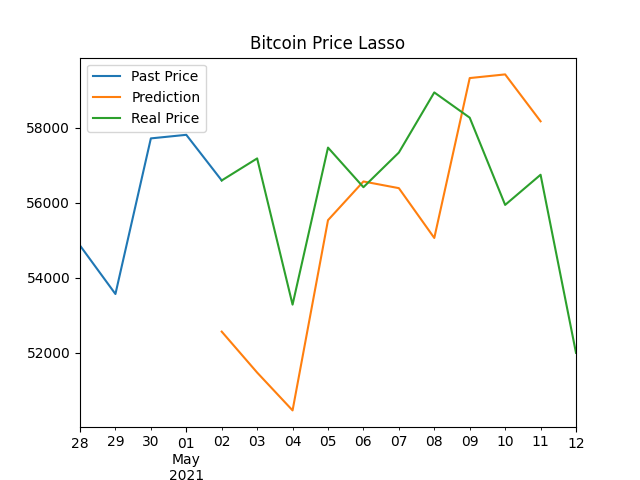 Bitcoin Price Lasso
Past Price
Prediction
Real Price
58000
56000
54000
52000
28 29 30 01 02 03 04 05 06 07 08 09 10 11 12
May
2021